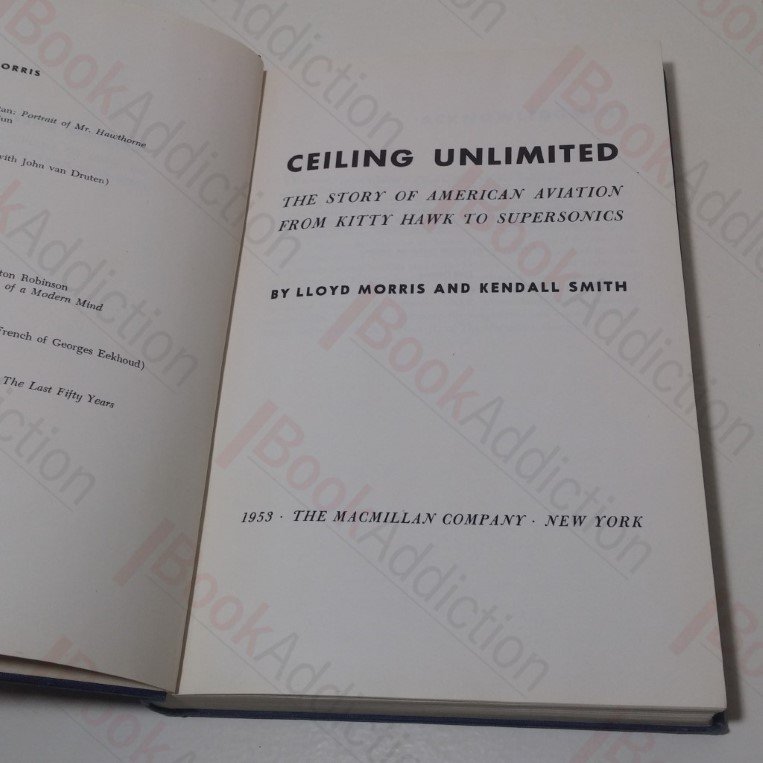 ORRIS
an: Portrait of Mr. Hawthorne
un
with John van Druten)
ton Robinson
of a Modern Mind
French of Georges Eekhoud)
The Last Fifty Years
CEILING UNLIMITED
THE STORY OF AMERICAN AVIATION
FROM KITTY HAWK TO SUPERSONICS
BY LLOYD MORRIS AND KENDALL SMITH
1953 · THE MACMILLAN COMPANY · NEW YORK
BookAddiction